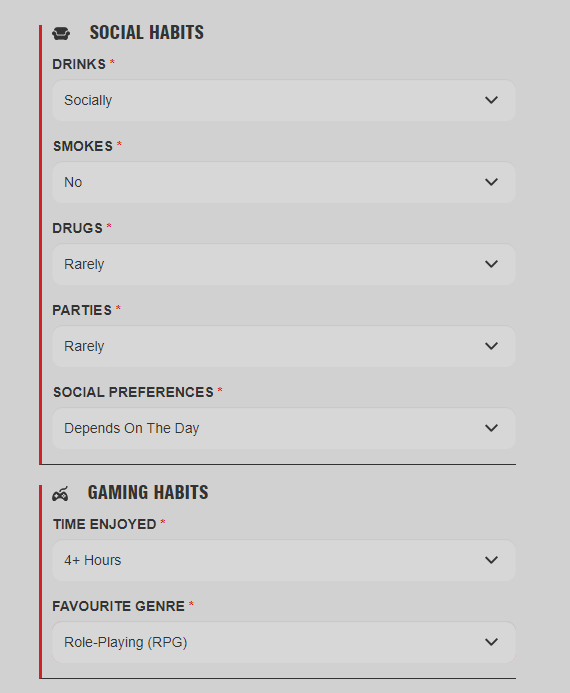 SOCIAL HABITS
DRINKS *
Socially
SMOKES *
No
DRUGS *
Rarely
PARTIES *
Rarely
SOCIAL PREFERENCES *
Depends On The Day
GAMING HABITS
TIME ENJOYED *
4+ Hours
FAVOURITE GENRE *
Role-Playing (RPG)